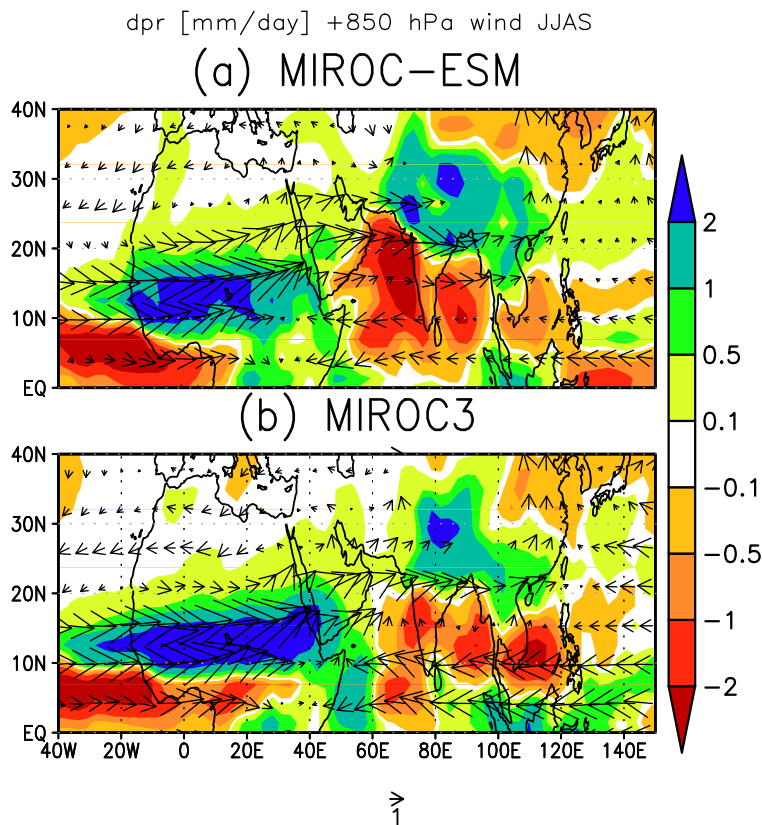 dpr [mm/day] +850 hPa wind JJAS
(a) MIROC-ESM
40N
30N
20N
10N
EQ
(b) MIROC3
40N
30N
20N
10N
EQ
40W 20W 0 20E 40E 60E 80E 100E 120E 140E
2
1
0.5
0.1
-0.1
-0.5
-1
-2
1